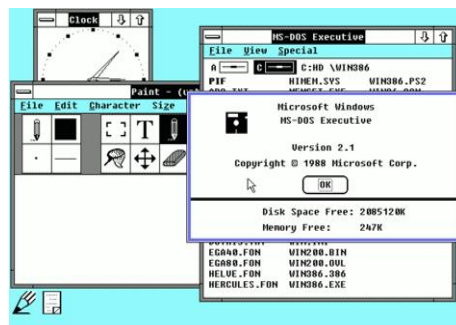 Clock
MS-DOS Executive
File View Special
A C C:HD \WIN386
PIF HIMEM.SYS WIN386.PS2
Paint - (un
File Edit Character Size
T
Microsoft Windows
MS-DOS Executive
Version 2.1
Copyright © 1988 Microsoft Corp.
OK
Disk Space Free: 2085120K
Memory Free: 247K
EGA40.FON WIN200.BIN
EGA80.FON WIN200.OVL
HELVE.FON WIN386.386
HERCULES.FON WIN386.EXE